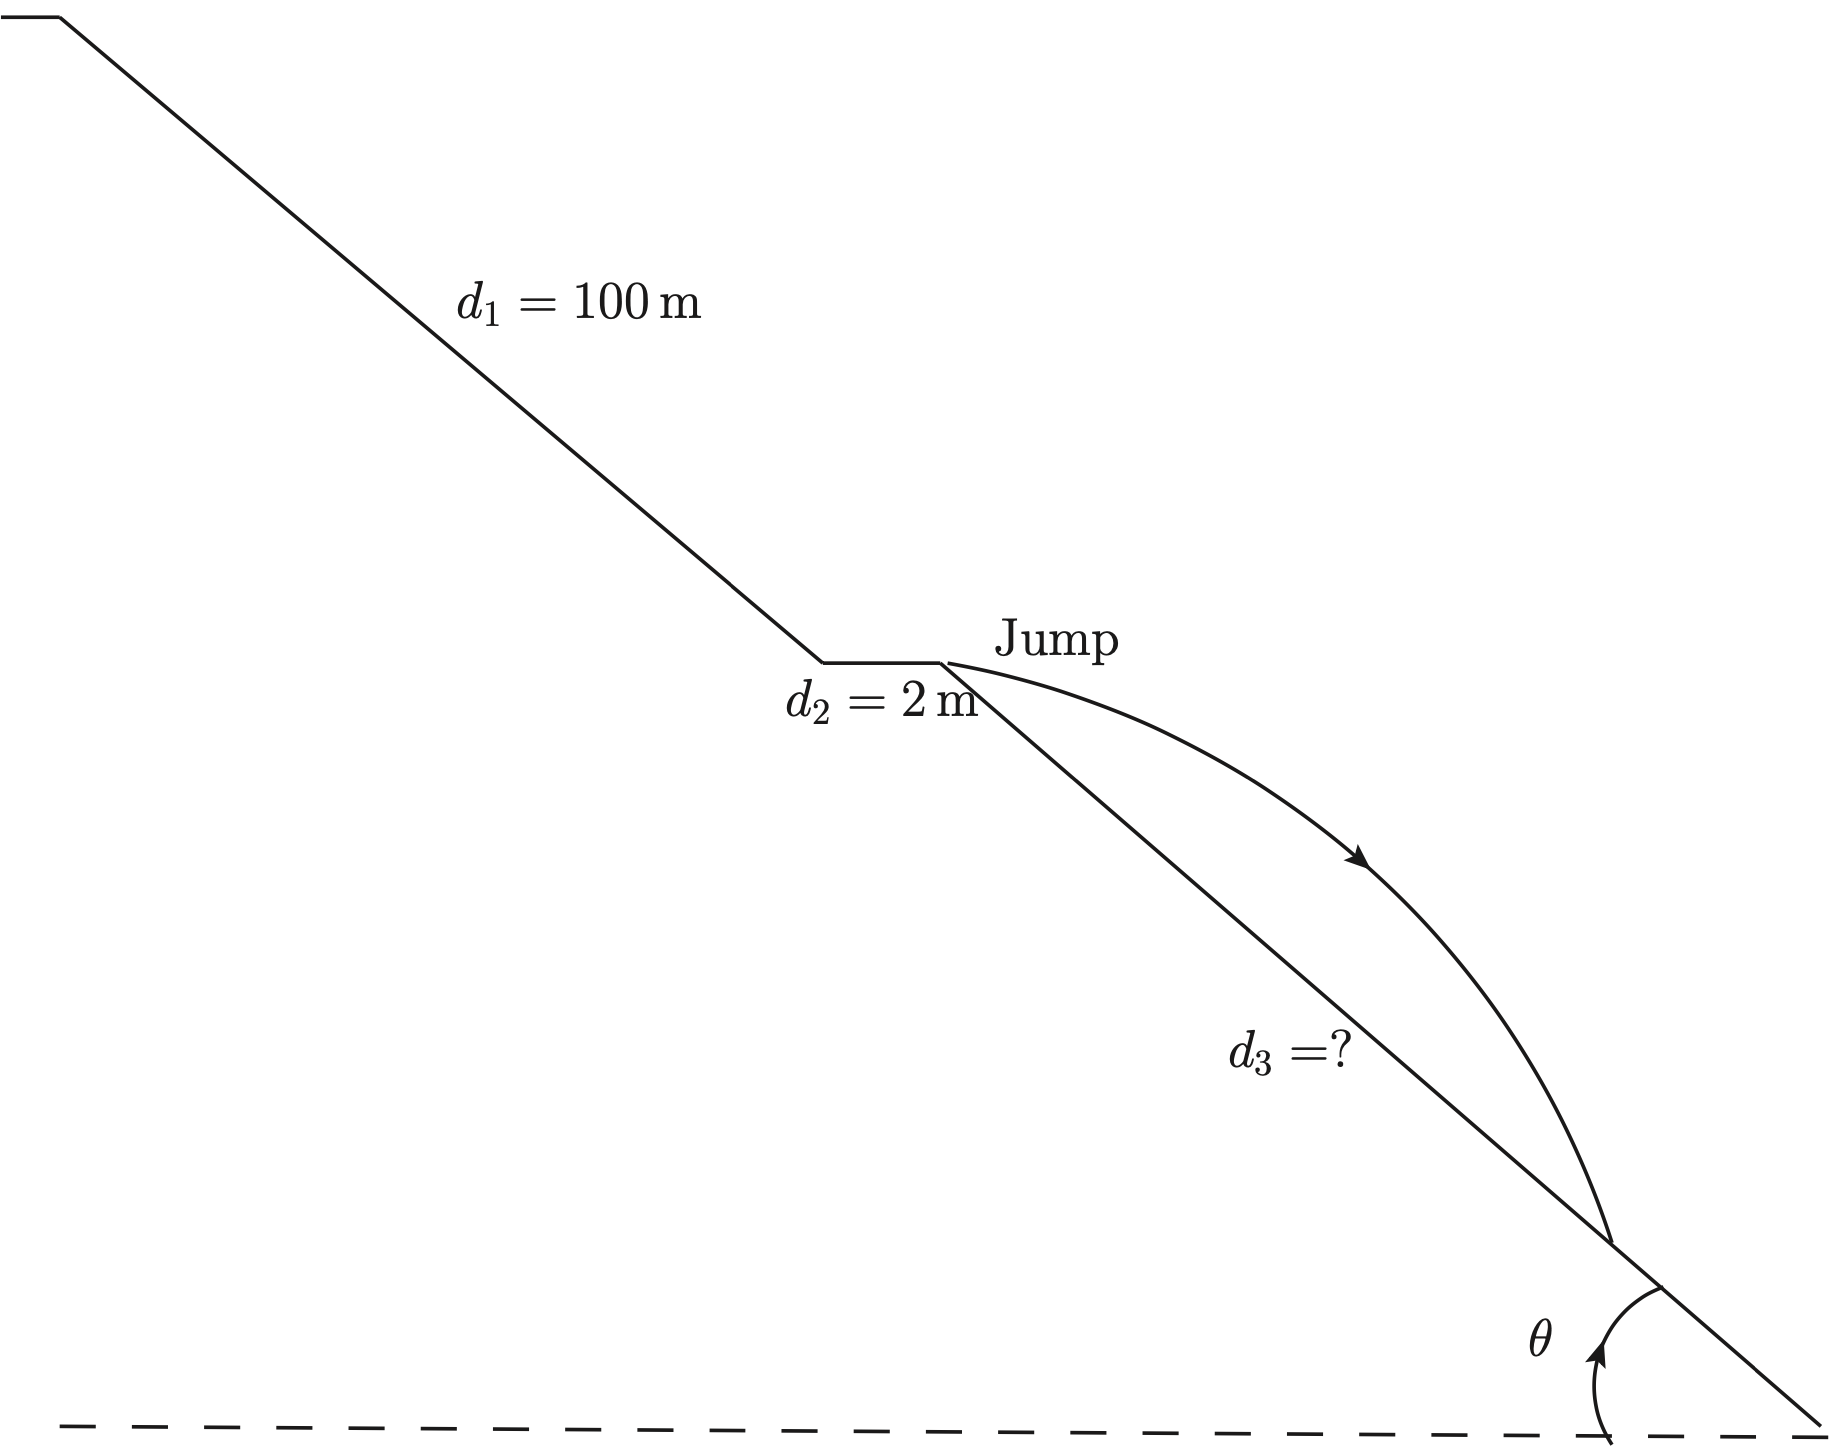 d₁ = 100 m
Jump
d₂ = 2 m
d₃ =?
θ